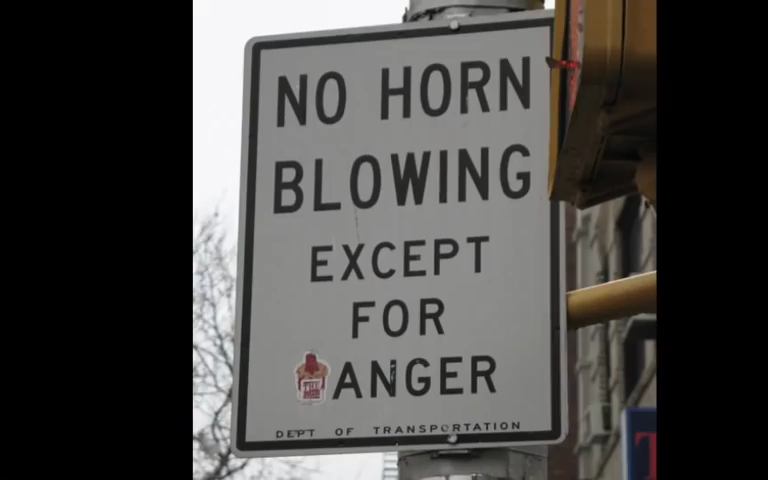 NO HORN
BLOWING
EXCEPT
FOR
ANGER
DEPT OF TRANSPORTATION
T